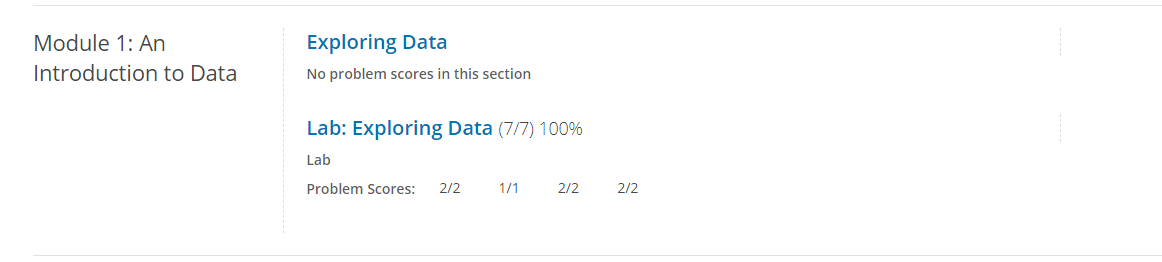 Module 1: An
Introduction to Data
Exploring Data
No problem scores in this section
Lab: Exploring Data (7/7) 100%
Lab
Problem Scores: 2/2 1/1 2/2 2/2